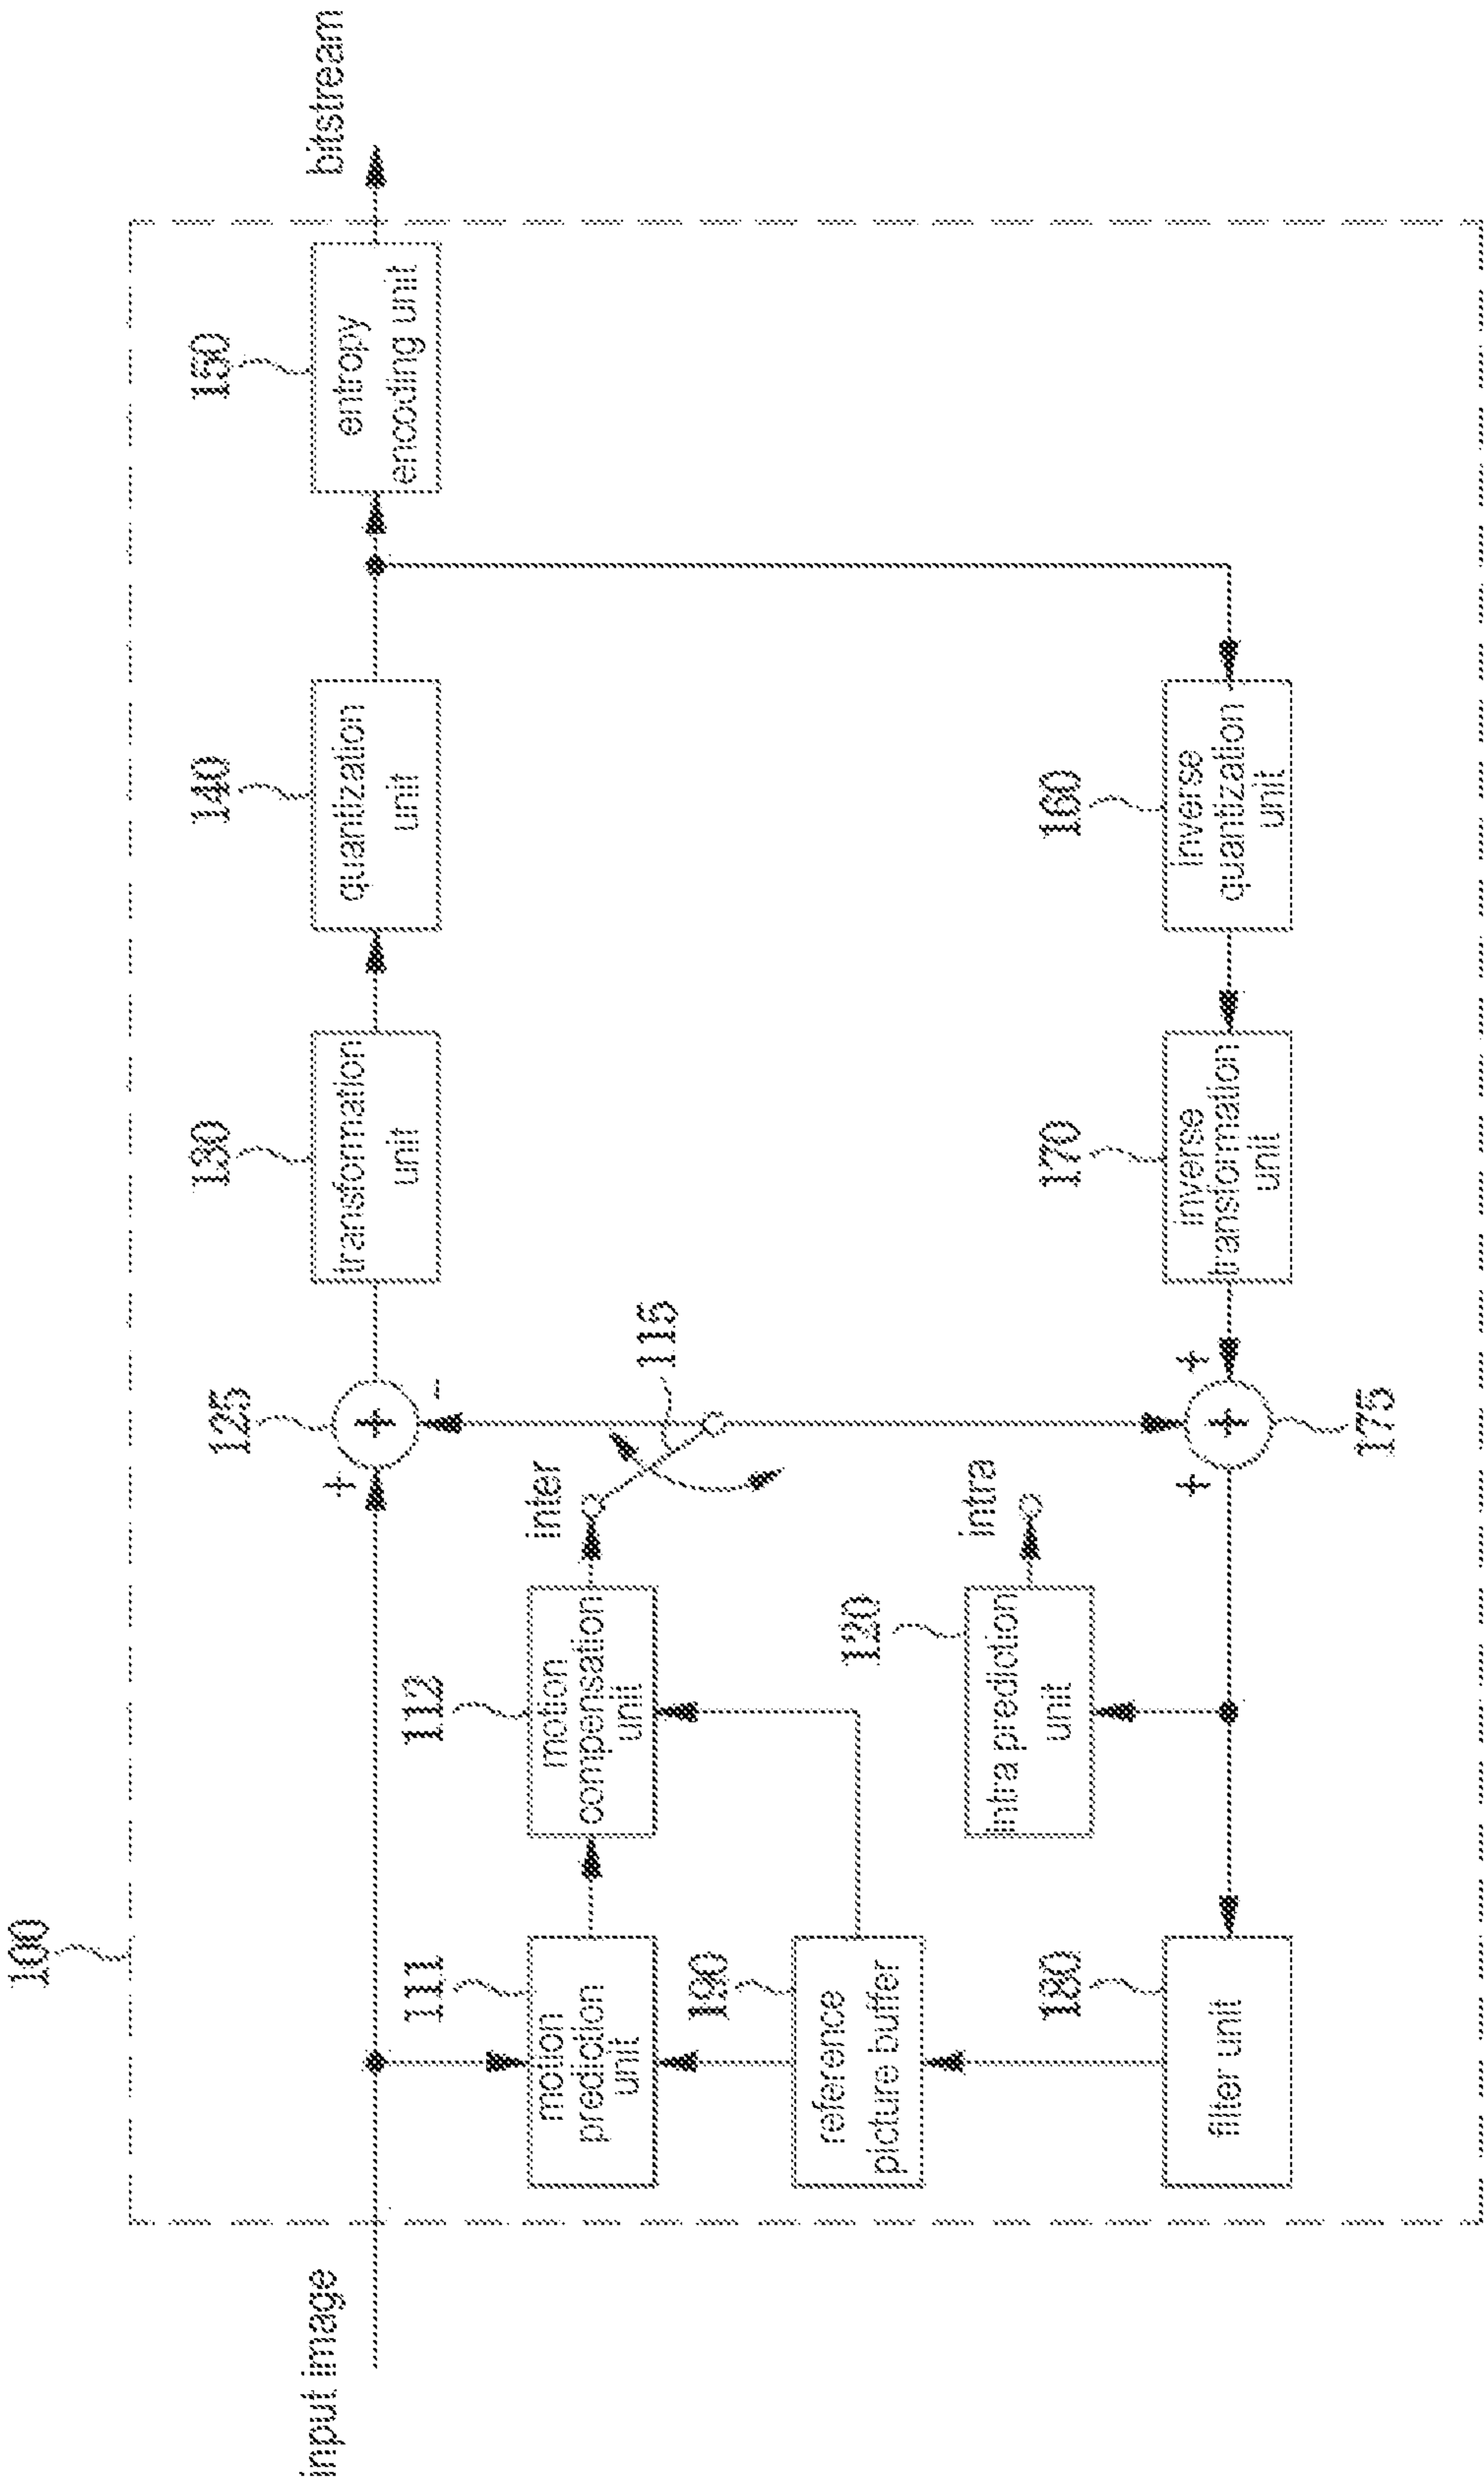 100
input image
125
+
+
-
130
transformation
unit
140
quantization
unit
150
entropy
encoding unit
bitstream
111
motion
prediction
unit
112
motion
compensation
unit
inter
115
190
reference
picture buffer
120
intra prediction
unit
intra
180
filter unit
+
+
+
175
170
inverse
transformation
unit
160
inverse
quantization
unit